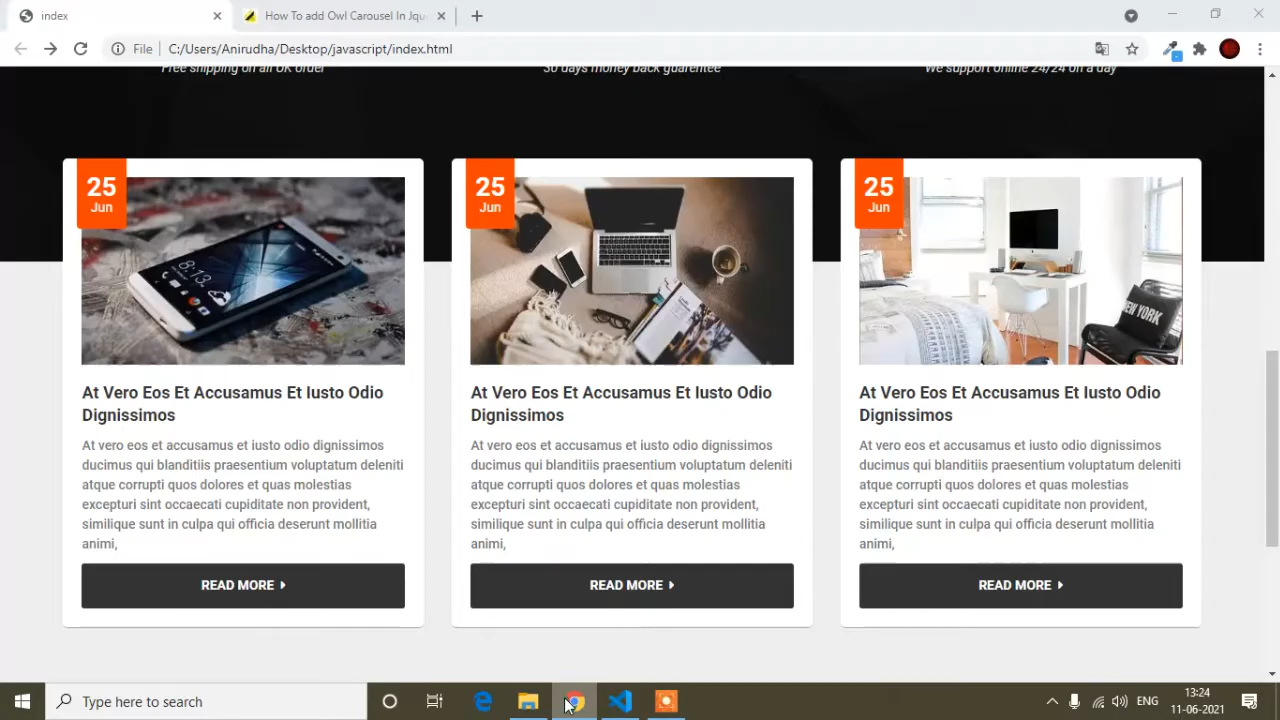 index
How To add Owl Carousel In Jqu
File
C:/Users/Anirudha/Desktop/javascript/index.html
Free shipping on all UK order
30 days money back guarentee
We support online 24/24 on a day
25
Jun
8:13
At Vero Eos Et Accusamus Et Iusto Odio
Dignissimos
At vero eos et accusamus et iusto odio dignissimos
ducimus qui blanditiis praesentium voluptatum deleniti
atque corrupti quos dolores et quas molestias
excepturi sint occaecati cupiditate non provident,
similique sunt in culpa qui officia deserunt mollitia
animi,
READ MORE
25
Jun
At Vero Eos Et Accusamus Et Iusto Odio
Dignissimos
At vero eos et accusamus et iusto odio dignissimos
ducimus qui blanditiis praesentium voluptatum deleniti
atque corrupti quos dolores et quas molestias
excepturi sint occaecati cupiditate non provident,
similique sunt in culpa qui officia deserunt mollitia
animi,
READ MORE
25
Jun
NEW YORK
At Vero Eos Et Accusamus Et Iusto Odio
Dignissimos
At vero eos et accusamus et iusto odio dignissimos
ducimus qui blanditiis praesentium voluptatum deleniti
atque corrupti quos dolores et quas molestias
excepturi sint occaecati cupiditate non provident,
similique sunt in culpa qui officia deserunt mollitia
animi,
READ MORE
Type here to search
ENG
13:24
11-06-2021